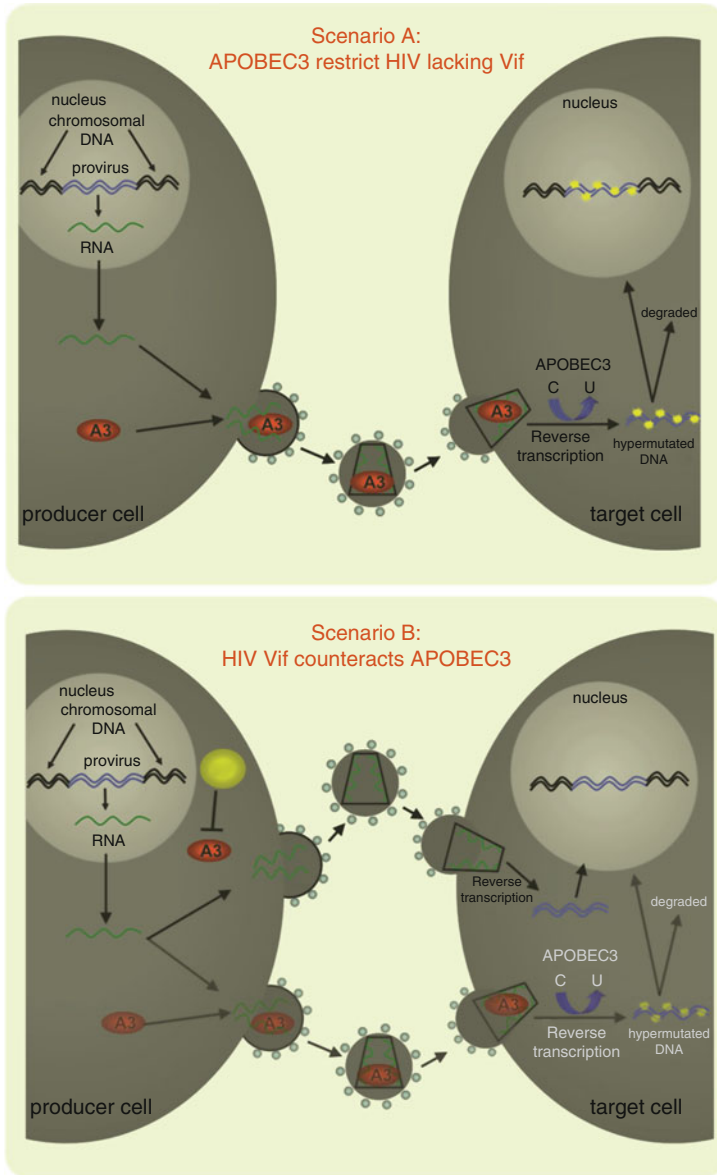 Scenario A:
APOBEC3 restrict HIV lacking Vif
nucleus
chromosomal
DNA
provirus
RNA
A3
producer cell
A3
A3
A3
nucleus
degraded
APOBEC3
C U
Reverse
transcription
hypermutated
DNA
target cell
Scenario B:
HIV Vif counteracts APOBEC3
nucleus
chromosomal
DNA
provirus
RNA
A3
A3
producer cell
A3
A3
A3
nucleus
Reverse
transcription
degraded
APOBEC3
C U
Reverse
transcription
hypermutated
DNA
target cell